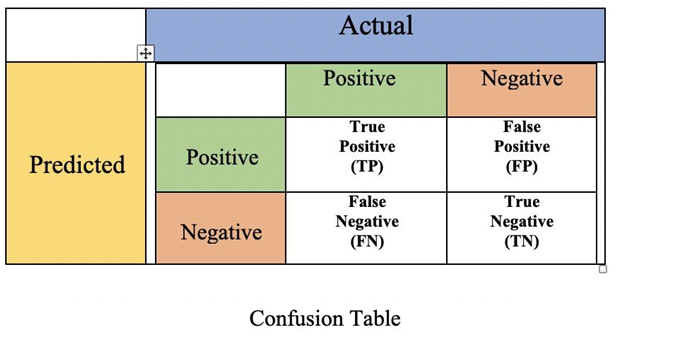 Actual
Positive
Negative
Predicted
Positive
True
Positive
(TP)
False
Positive
(FP)
Negative
False
Negative
(FN)
True
Negative
(TN)
Confusion Table